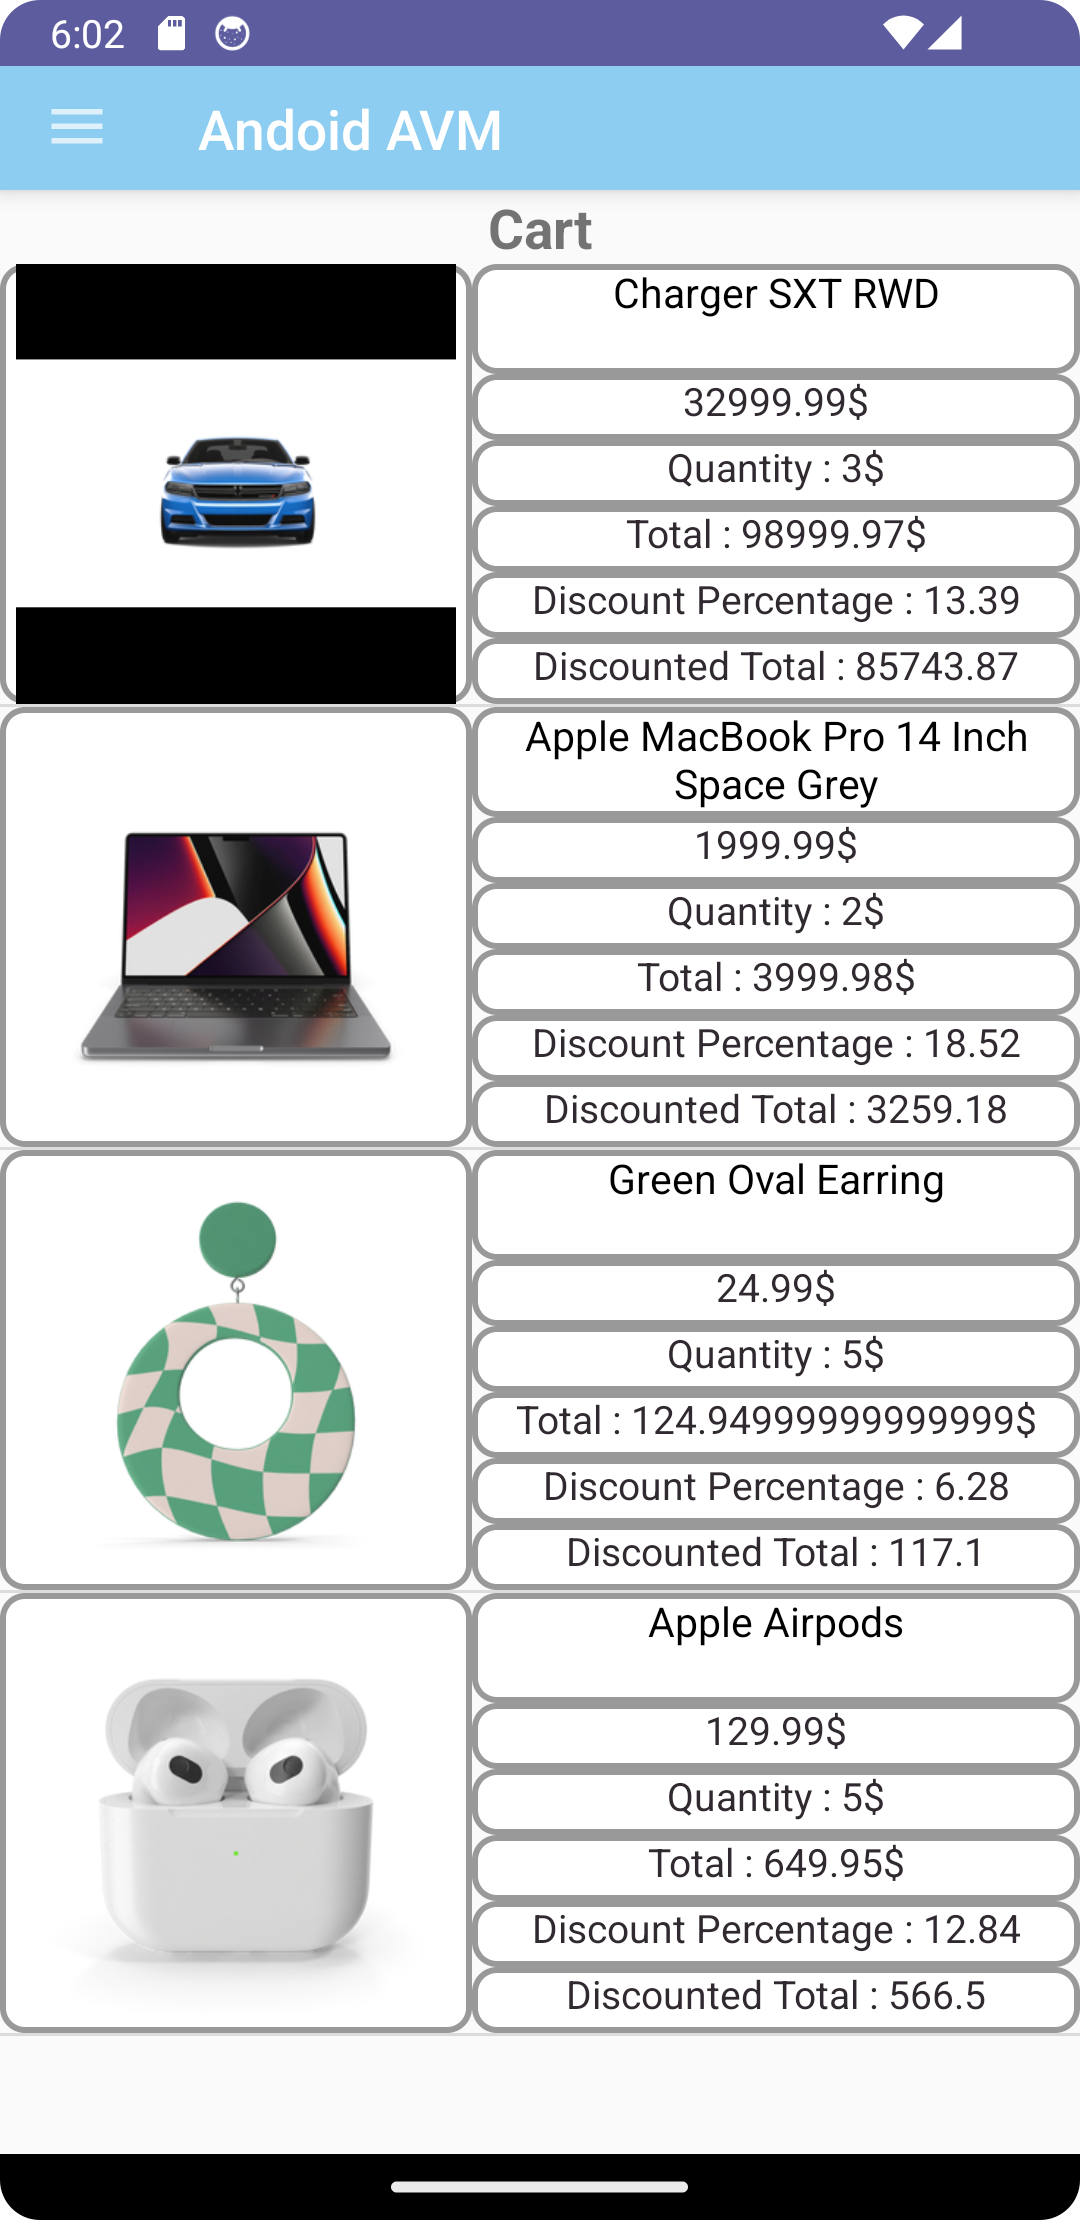 6:02
Andoid AVM
Cart
Charger SXT RWD
32999.99$
Quantity : 3$
Total : 98999.97$
Discount Percentage : 13.39
Discounted Total : 85743.87
Apple MacBook Pro 14 Inch
Space Grey
1999.99$
Quantity : 2$
Total : 3999.98$
Discount Percentage : 18.52
Discounted Total : 3259.18
Green Oval Earring
24.99$
Quantity : 5$
Total : 124.94999999999999$
Discount Percentage : 6.28
Discounted Total : 117.1
Apple Airpods
129.99$
Quantity : 5$
Total : 649.95$
Discount Percentage : 12.84
Discounted Total : 566.5